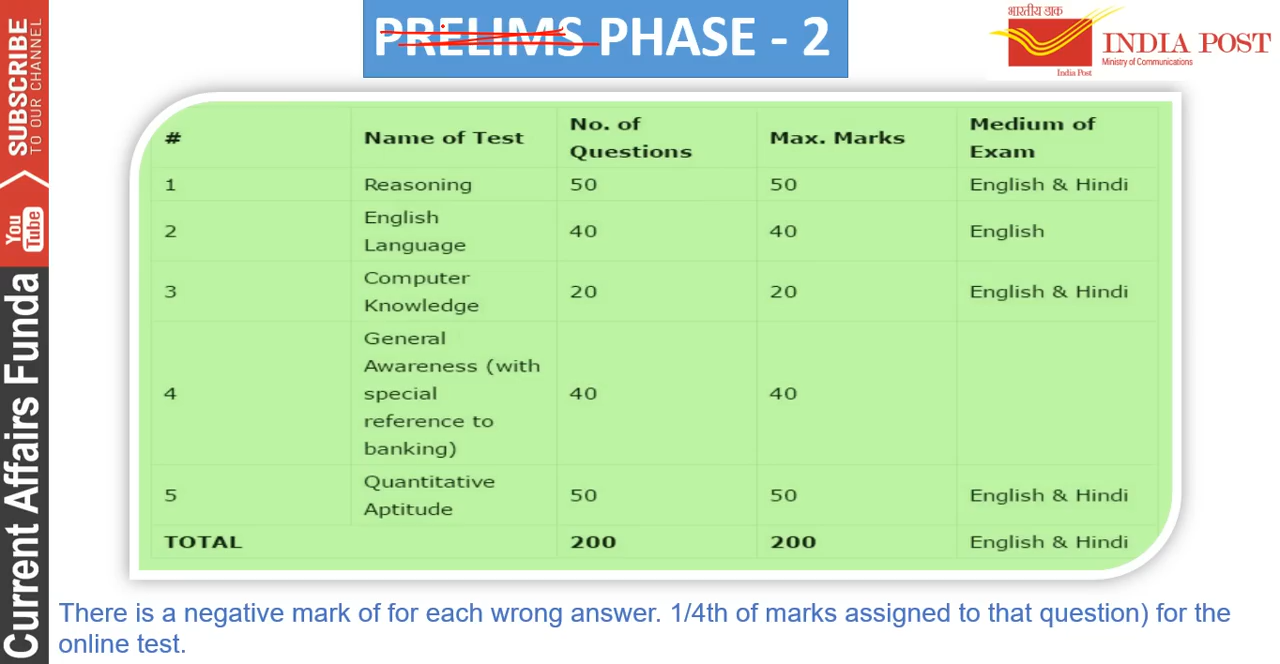 SUBSCRIBE
TO OUR CHANNEL
You
Tube
Current Affairs Funda
PRELIMS PHASE - 2
भारतीय डाक
INDIA POST
Ministry of Communications
India Post
# Name of Test No. of Questions Max. Marks Medium of Exam
1 Reasoning 50 50 English & Hindi
2 English Language 40 40 English
3 Computer Knowledge 20 20 English & Hindi
4 General Awareness (with special reference to banking) 40 40
5 Quantitative Aptitude 50 50 English & Hindi
TOTAL 200 200 English & Hindi
There is a negative mark of for each wrong answer. 1/4th of marks assigned to that question) for the
online test.